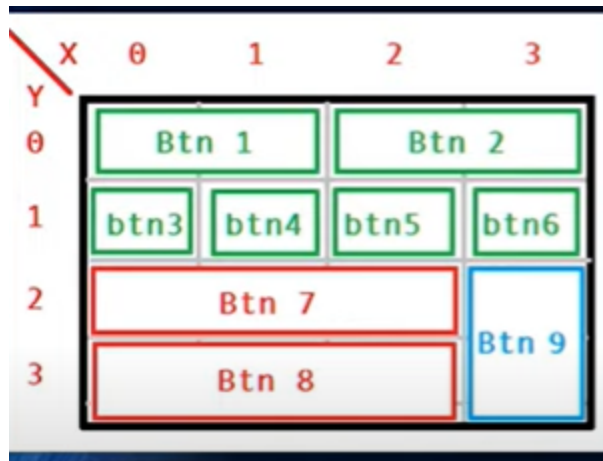 X 0 1 2 3
Y
0 Btn 1 Btn 2
1 btn3 btn4 btn5 btn6
2 Btn 7
Btn 9
3 Btn 8